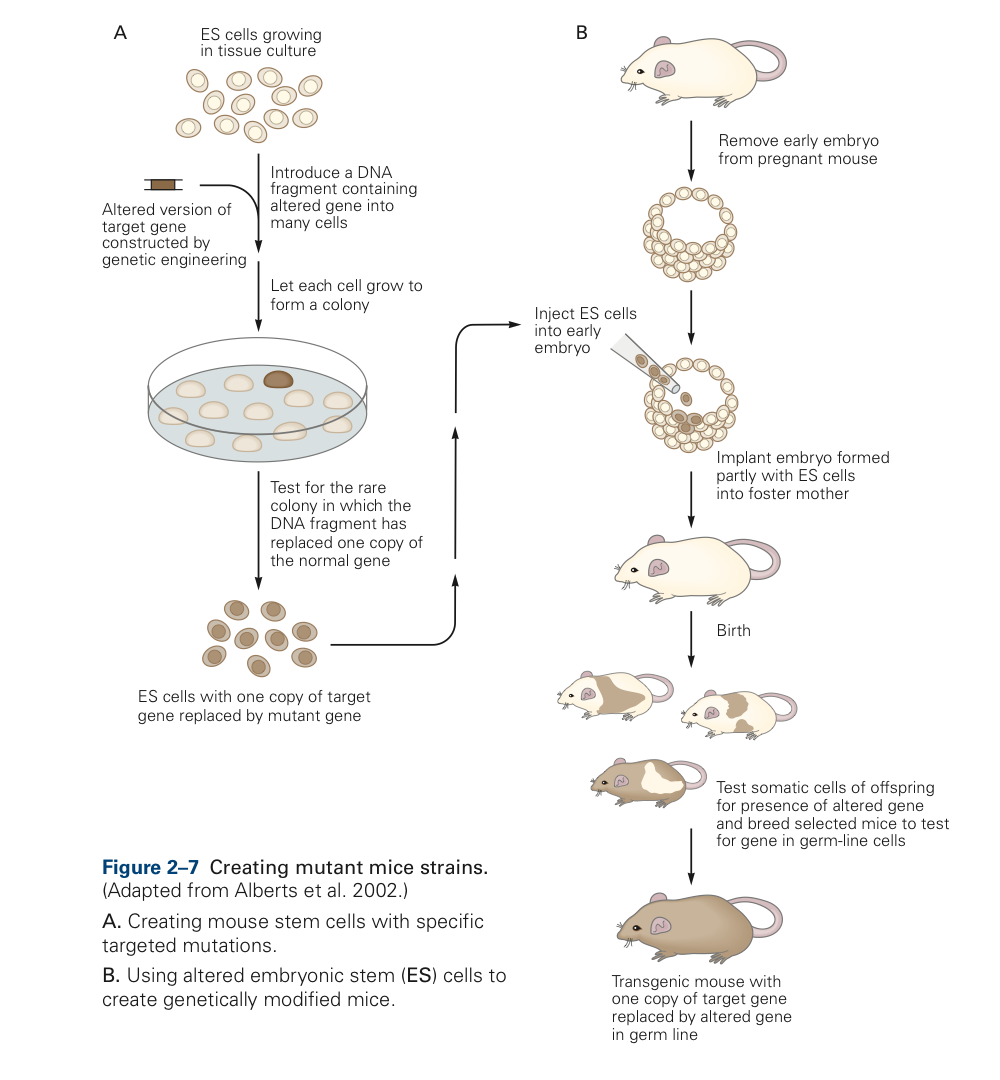 A
ES cells growing
in tissue culture
Introduce a DNA
fragment containing
altered gene into
many cells
Altered version of
target gene
constructed by
genetic engineering
Let each cell grow to
form a colony
Test for the rare
colony in which the
DNA fragment has
replaced one copy of
the normal gene
ES cells with one copy of target
gene replaced by mutant gene
B
Remove early embryo
from pregnant mouse
Inject ES cells
into early
embryo
Implant embryo formed
partly with ES cells
into foster mother
Birth
Test somatic cells of offspring
for presence of altered gene
and breed selected mice to test
for gene in germ-line cells
Transgenic mouse with
one copy of target gene
replaced by altered gene
in germ line
Figure 2–7 Creating mutant mice strains.
(Adapted from Alberts et al. 2002.)
A. Creating mouse stem cells with specific
targeted mutations.
B. Using altered embryonic stem (ES) cells to
create genetically modified mice.